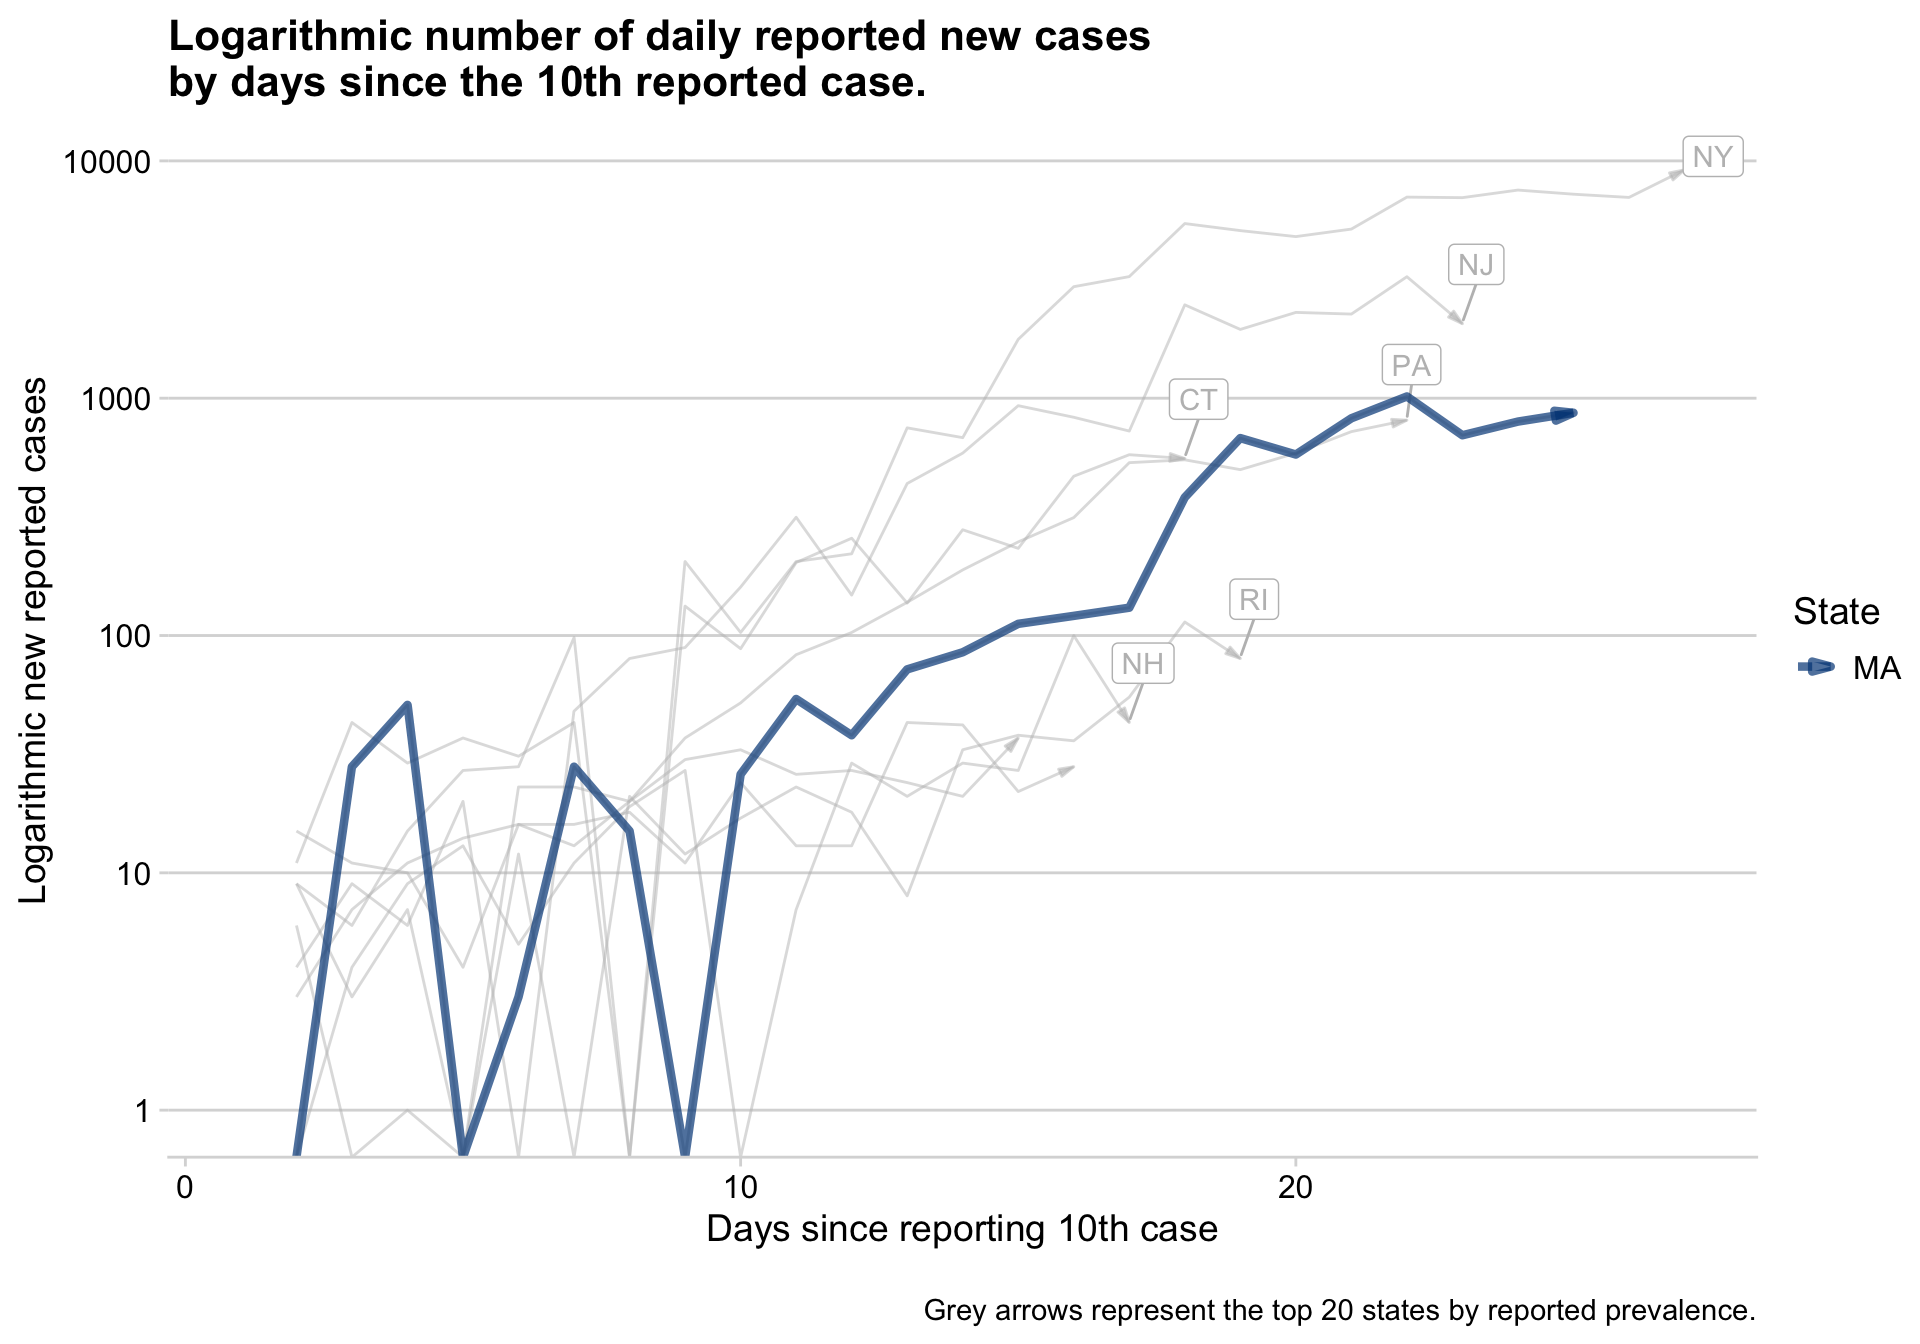 Logarithmic number of daily reported new cases
by days since the 10th reported case.
10000
1000
100
10
1
Logarithmic new reported cases
NY
NJ
PA
CT
RI
NH
State
MA
0
10
20
Days since reporting 10th case
Grey arrows represent the top 20 states by reported prevalence.